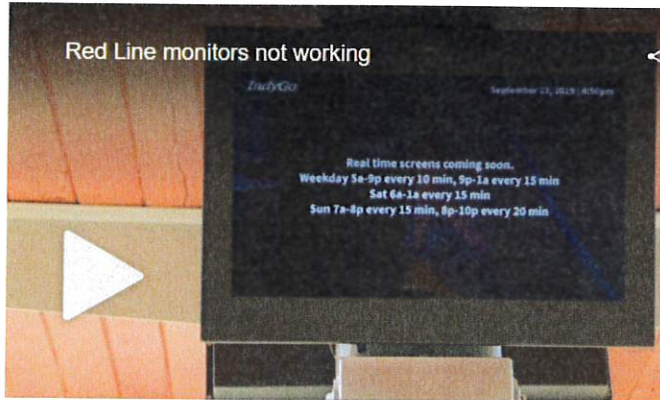 Red Line monitors not working
IndyGo
September 13, 2019 | 4:50pm
Real time screens coming soon.
Weekday 5a-9p every 10 min, 9p-1a every 15 min
Sat 6a-1a every 15 min
Sun 7a-8p every 15 min, 8p-10p every 20 min